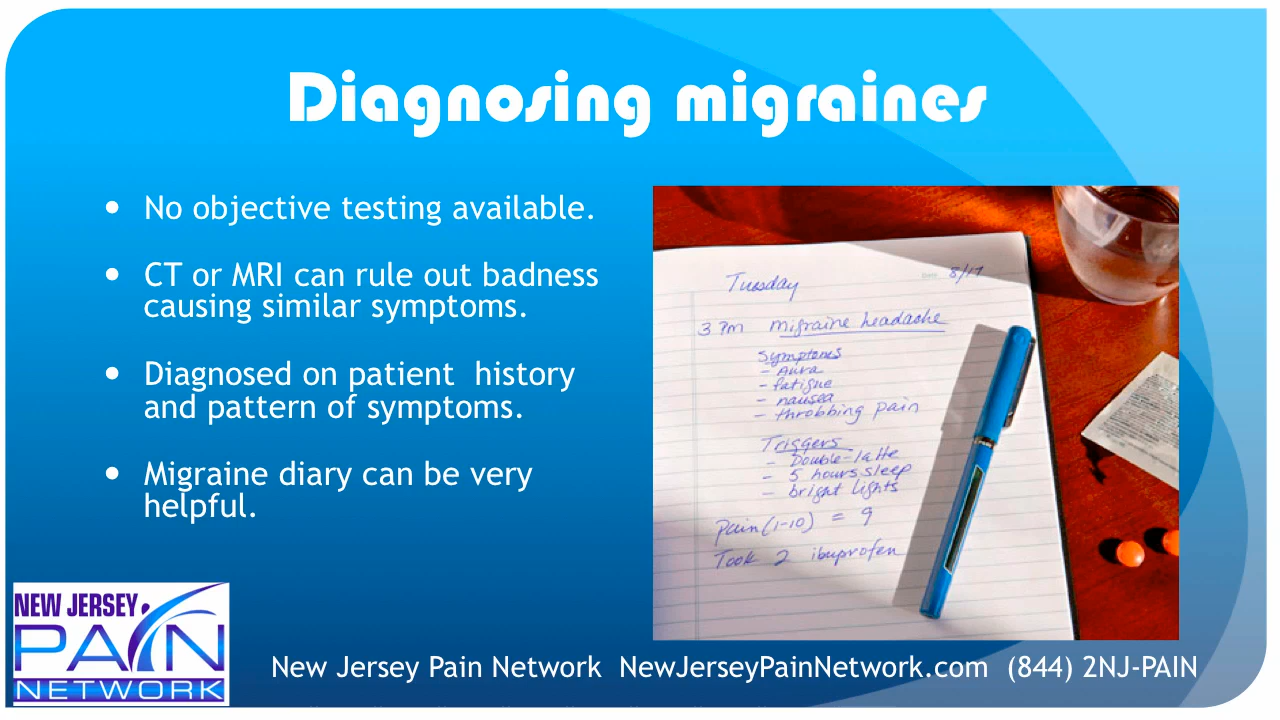 Diagnosing migraines
• No objective testing available.
• CT or MRI can rule out badness
causing similar symptoms.
• Diagnosed on patient  history
and pattern of symptoms.
• Migraine diary can be very
helpful.
Date 8/17
Tuesday
3 PM migraine headache
Symptoms
- Aura
- fatigue
- nausea
- throbbing pain
Triggers
- Double-latte
- 5 hours sleep
- bright lights
Pain (1-10) = 9
Took 2 ibuprofen
NEW JERSEY
PAIN
NETWORK
New Jersey Pain Network  NewJerseyPainNetwork.com  (844) 2NJ-PAIN